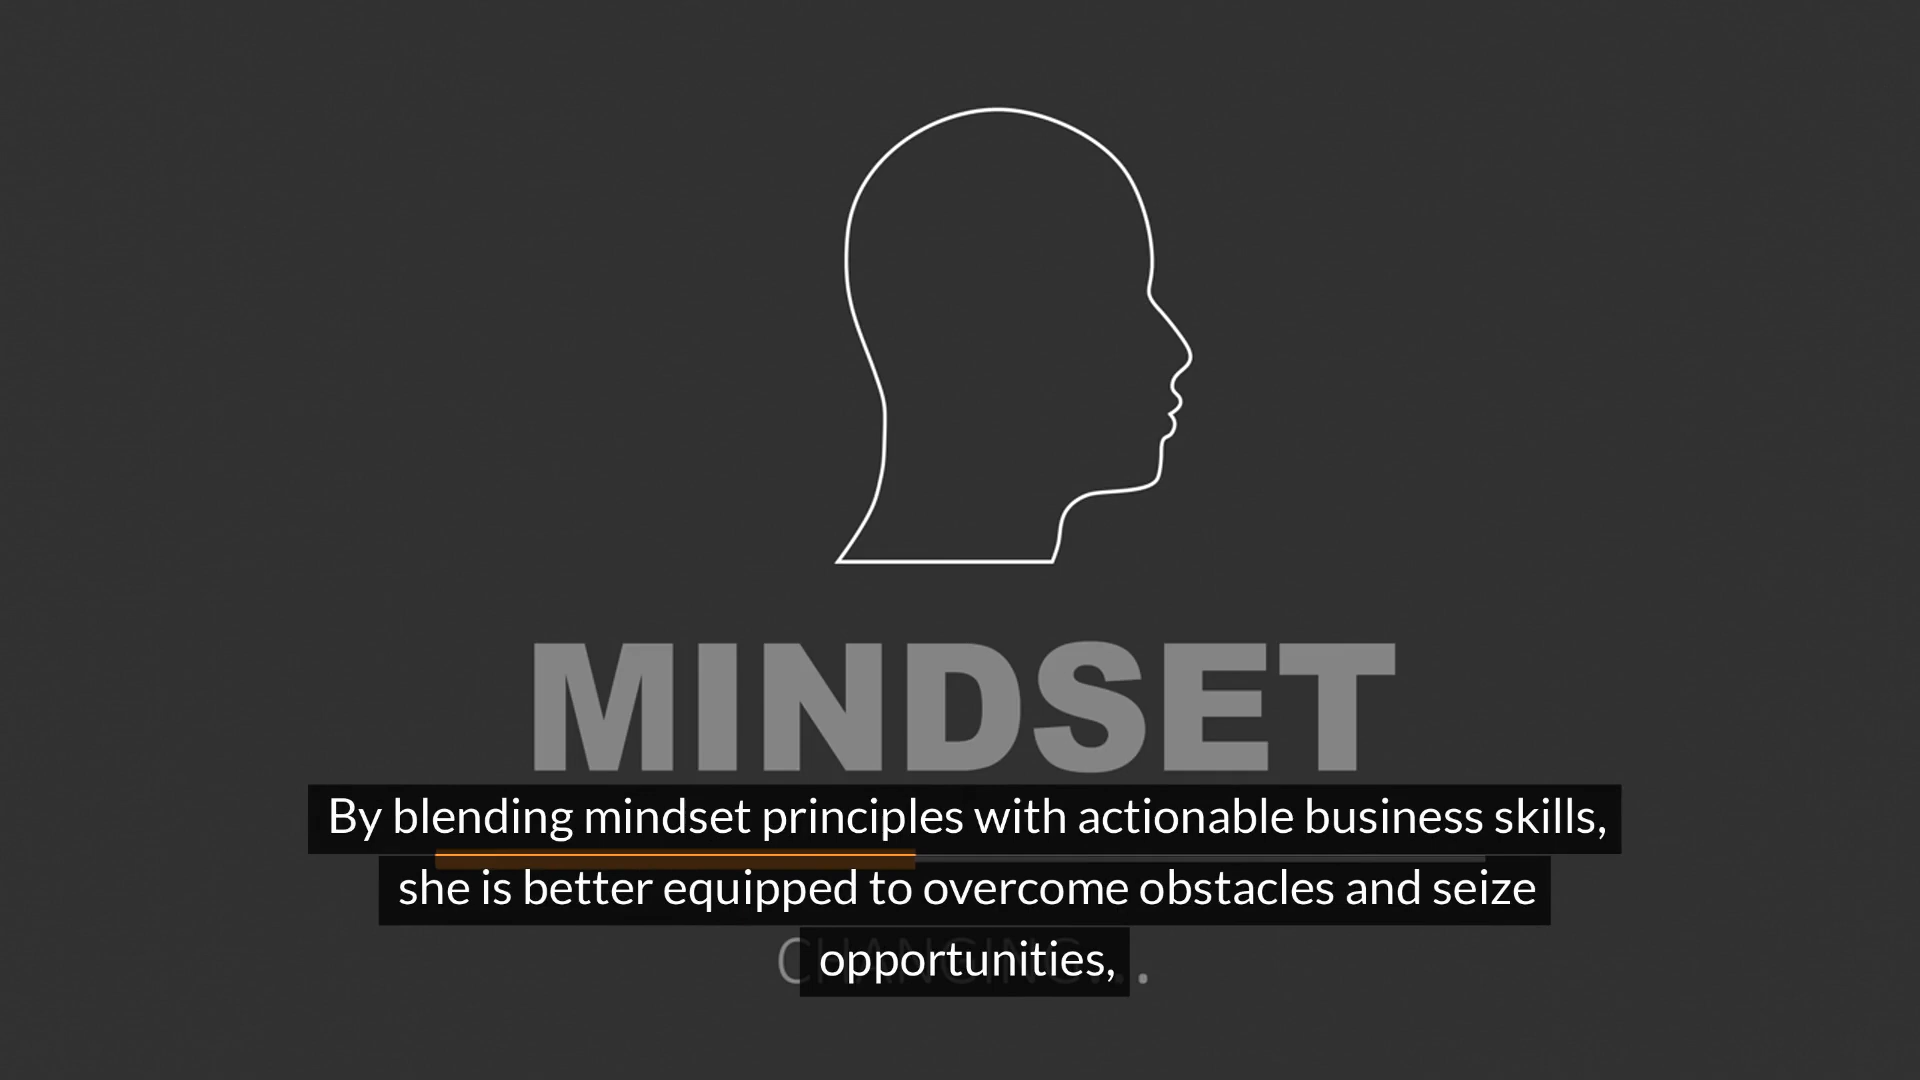 MINDSET
By blending mindset principles with actionable business skills,
she is better equipped to overcome obstacles and seize
opportunities,
CHANGING...